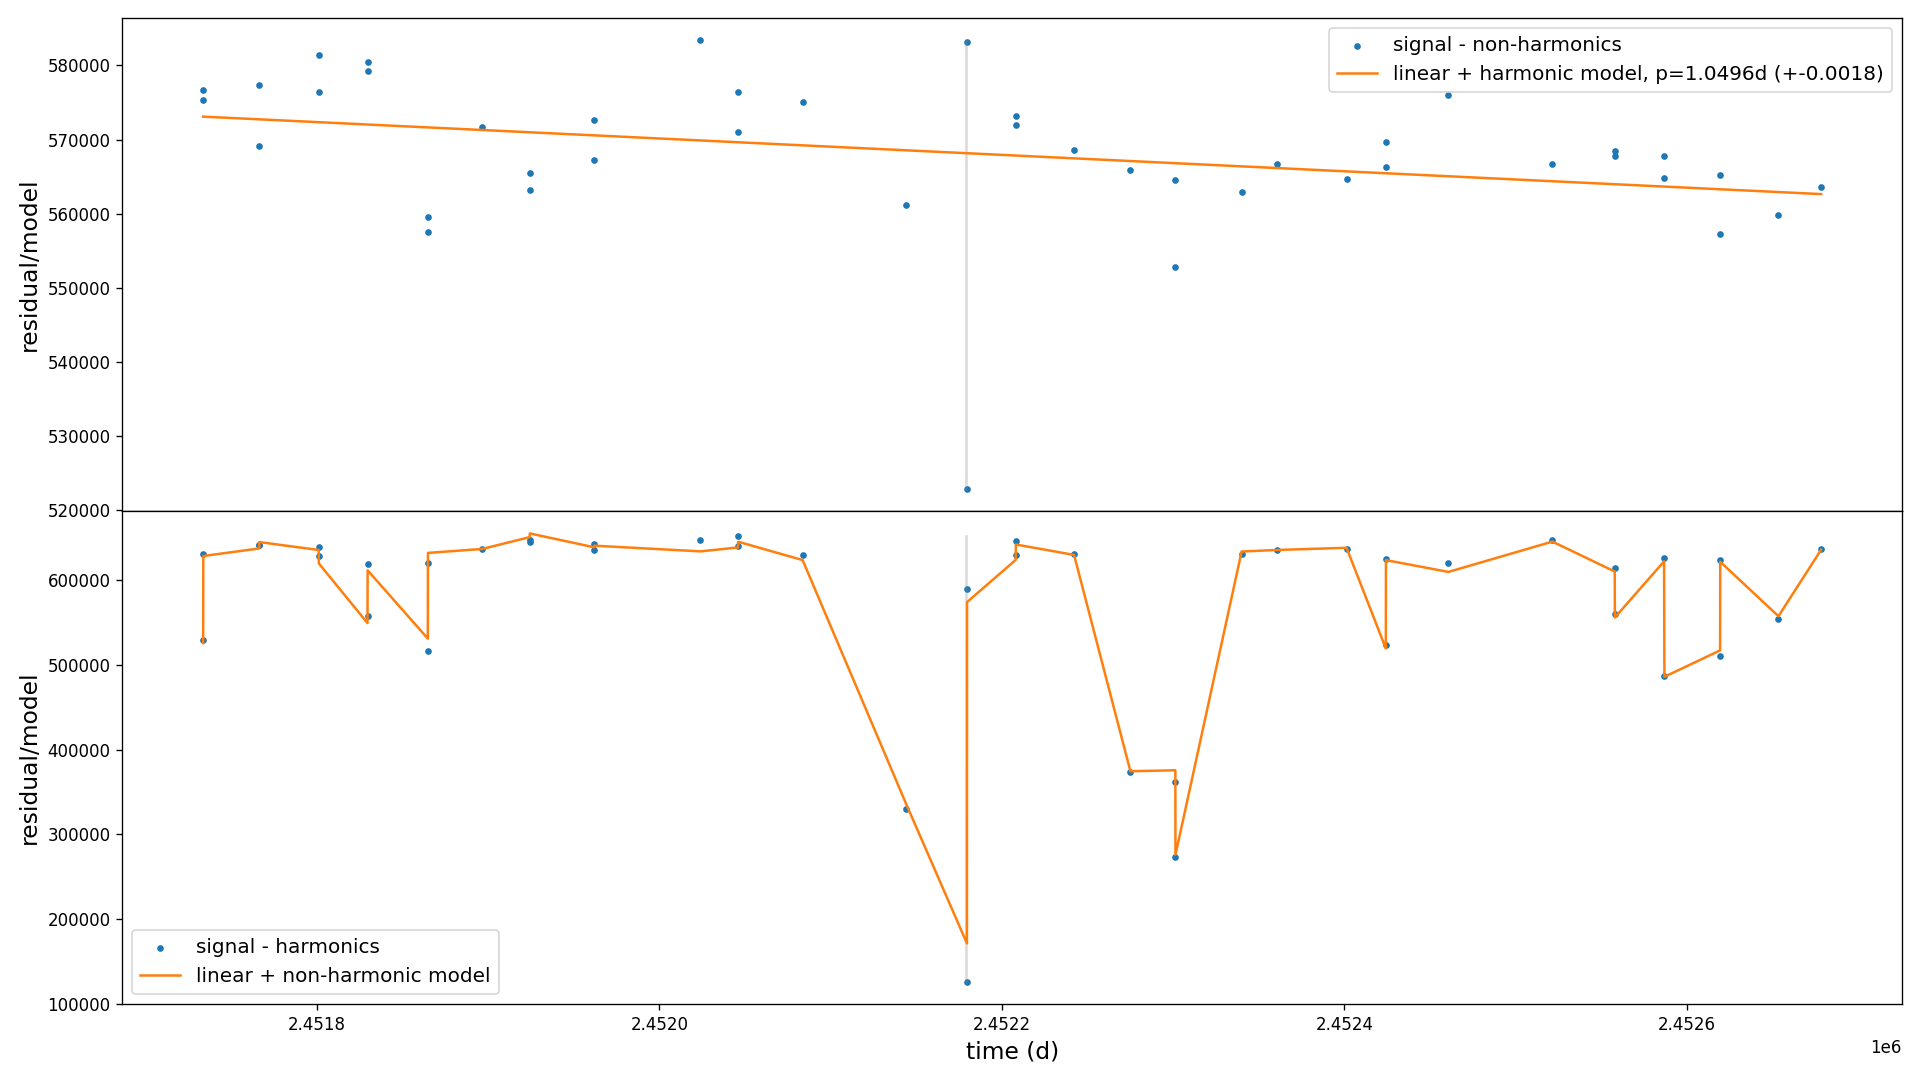 580000
570000
560000
550000
540000
530000
520000
residual/model
signal - non-harmonics
linear + harmonic model, p=1.0496d (+-0.0018)
600000
500000
400000
300000
200000
100000
residual/model
signal - harmonics
linear + non-harmonic model
2.4518
2.4520
2.4522
2.4524
2.4526
1e6
time (d)